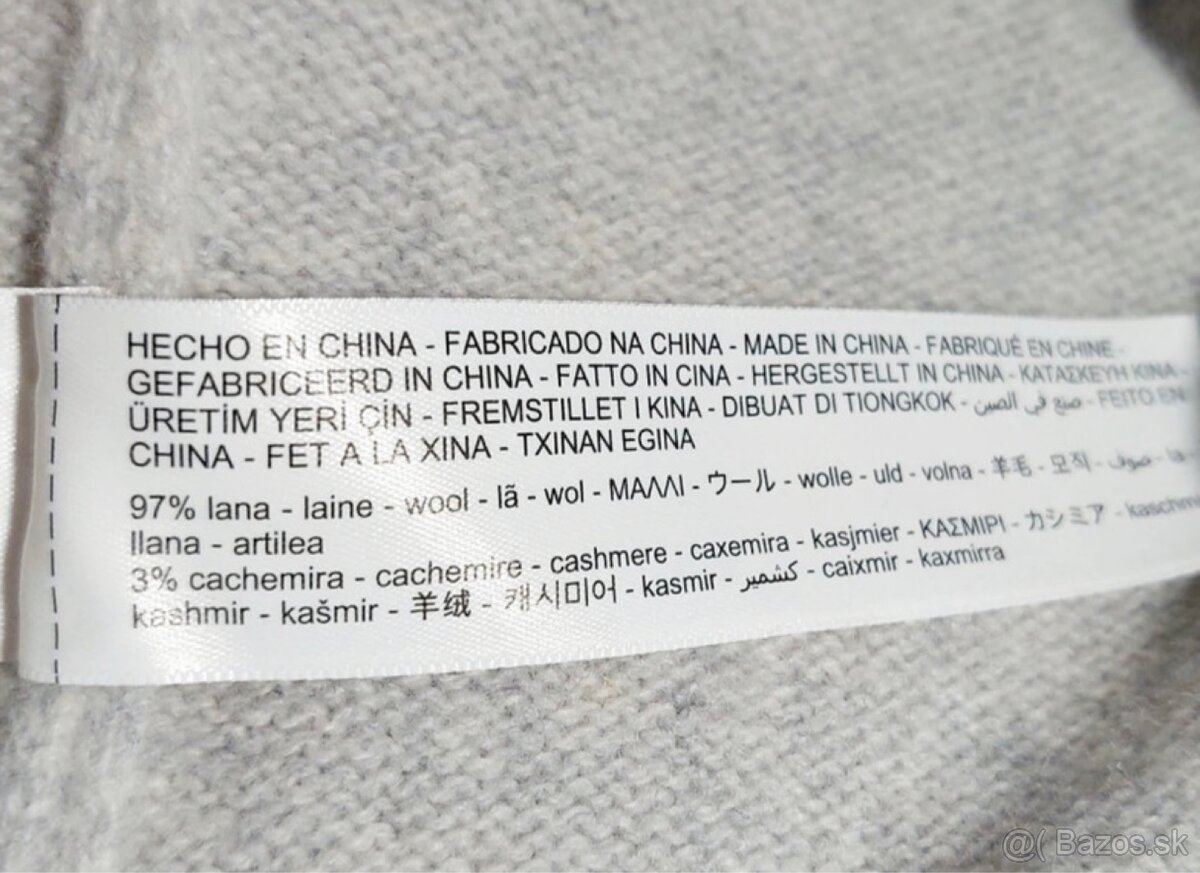 HECHO EN CHINA - FABRICADO NA CHINA - MADE IN CHINA - FABRIQUÉ EN CHINE -
GEFABRICEERD IN CHINA - FATTO IN CINA - HERGESTELLT IN CHINA - ΚΑΤΑΣΚΕΥΗ ΚΙΝΑ -
ÜRETİM YERİ ÇİN - FREMSTILLET I KINA - DIBUAT DI TIONGKOK - صنع في الصين - FEITO EN
CHINA - FET A LA XINA - TXINAN EGINA
97% lana - laine - wool - lã - wol - ΜΑΛΛΙ - ウール - wolle - uld - volna - 羊毛 - 모직 - صوف -
llana - artilea
3% cachemira - cachemire - cashmere - caxemira - kasjmier - ΚΑΣΜΙΡΙ - カシミア -
kashmir - kašmir - 羊绒 - 캐시미어 - kasmir - كشمير - caixmir - kaxmirra
@( Bazos.sk